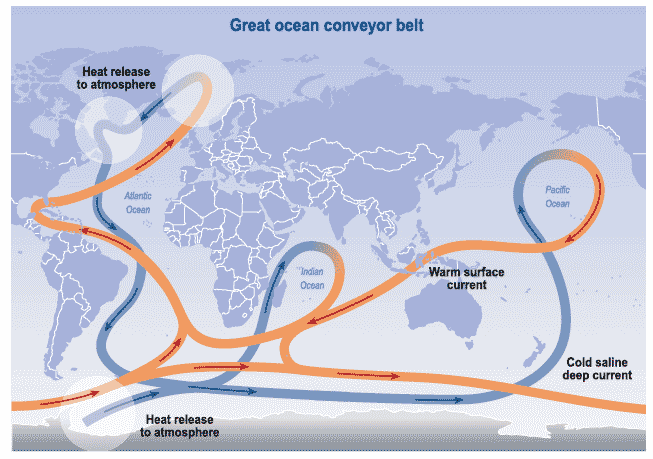 Great ocean conveyor belt
Heat release
to atmosphere
Atlantic
Ocean
Pacific
Ocean
Indian
Ocean
Warm surface
current
Cold saline
deep current
Heat release
to atmosphere